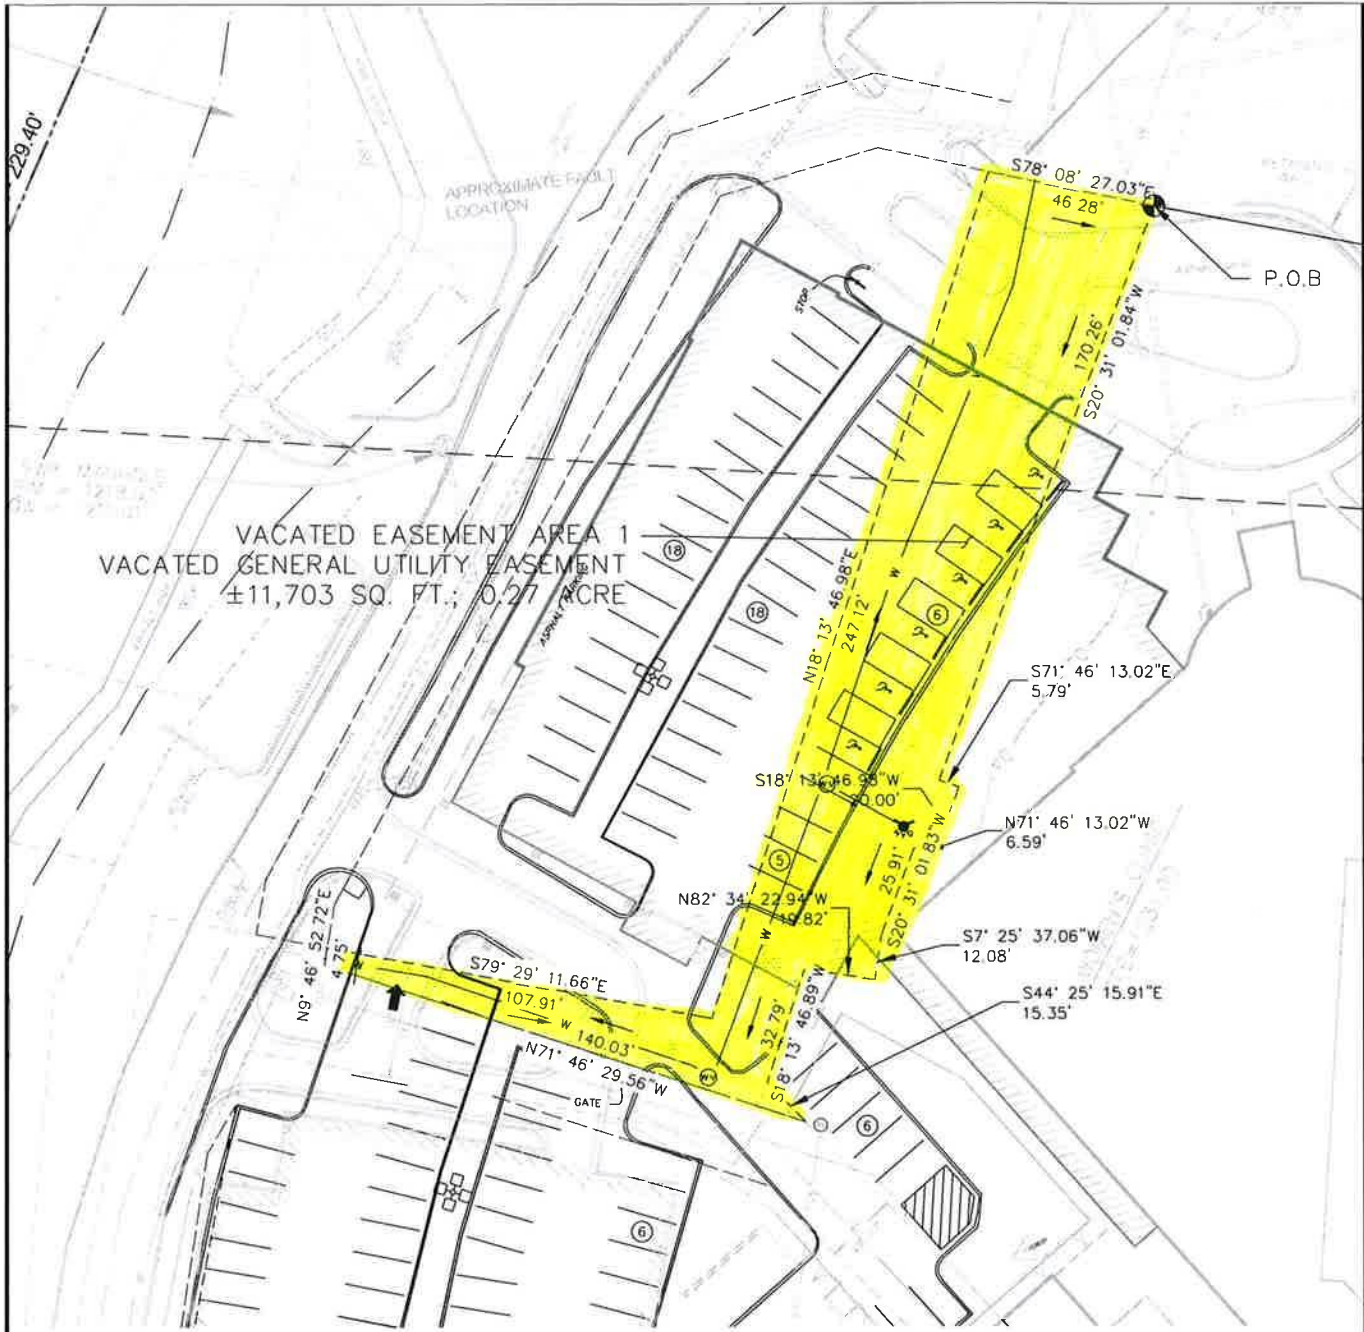 229.40'
APPROXIMATE FAULT
LOCATION
S78° 08' 27.03"E
46.28'
P.O.B
170.26'
S20° 31' 01.84"W
STOP
VACATED EASEMENT AREA 1
VACATED GENERAL UTILITY EASEMENT
±11,703 SQ. FT.; 0.27 ACRE
18
18
N18° 13' 46.98"E
247.12'
W
6
S71° 46' 13.02"E
5.79'
S18° 13' 46.98"W
N71° 46' 13.02"W
6.59'
25.91'
S20° 31' 01.83"W
5
N82° 34' 22.94"W
19.82'
W
S7° 25' 37.06"W
12.08'
S44° 25' 15.91"E
15.35'
N9° 46' 52.72"E
4.75'
S79° 29' 11.66"E
107.91'
W
140.03'
N71° 46' 29.56"W
32.79'
S18° 13' 46.89"W
WV
GATE
6
6